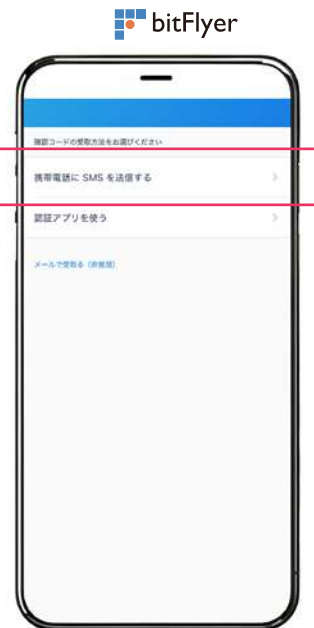 bitFlyer
確認コードの受取方法をお選びください
携帯電話に SMS を送信する
認証アプリを使う
メールで受取る（非推奨）